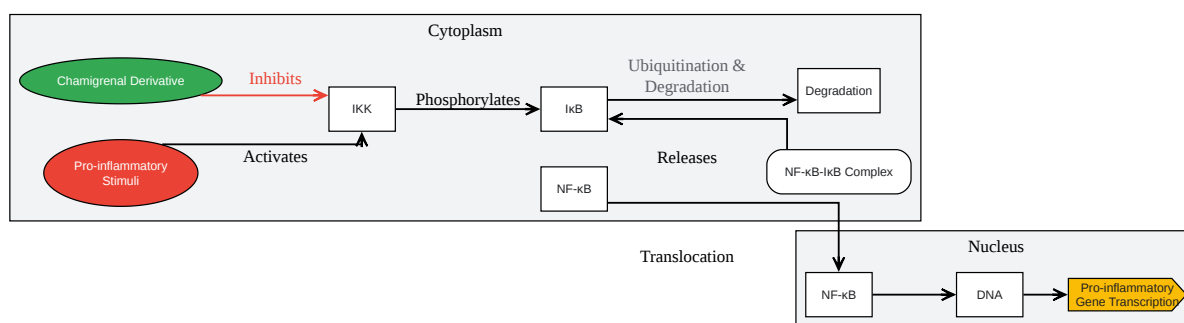 Cytoplasm
Chamigrenal Derivative
Inhibits
Ubiquitination &
Degradation
Degradation
IKK
Phosphorylates
IκB
Pro-inflammatory
Stimuli
Activates
Releases
NF-κB-IκB Complex
NF-κB
Translocation
Nucleus
NF-κB
DNA
Pro-inflammatory
Gene Transcription